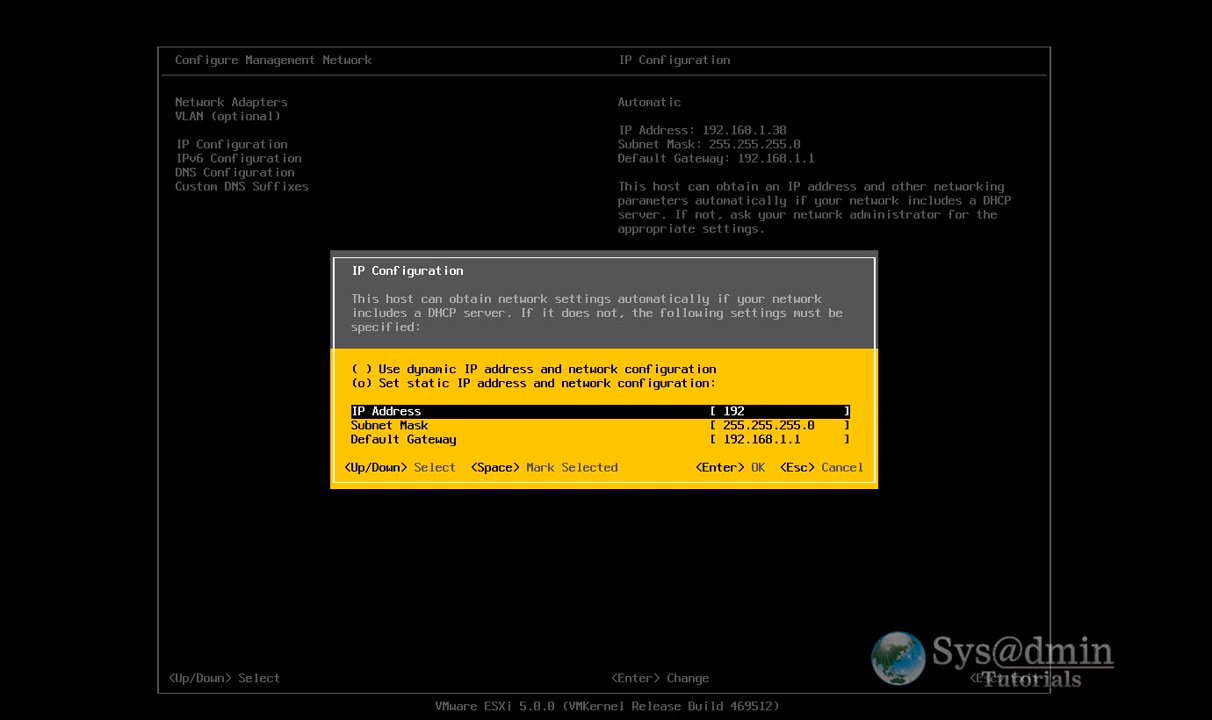 Configure Management Network
IP Configuration
Network Adapters
VLAN (optional)
IP Configuration
IPv6 Configuration
DNS Configuration
Custom DNS Suffixes
Automatic
IP Address: 192.168.1.38
Subnet Mask: 255.255.255.0
Default Gateway: 192.168.1.1
This host can obtain an IP address and other networking
parameters automatically if your network includes a DHCP
server. If not, ask your network administrator for the
appropriate settings.
IP Configuration
This host can obtain network settings automatically if your network
includes a DHCP server. If it does not, the following settings must be
specified:
( ) Use dynamic IP address and network configuration
(o) Set static IP address and network configuration:
IP Address [ 192 ]
Subnet Mask [ 255.255.255.0 ]
Default Gateway [ 192.168.1.1 ]
<Up/Down> Select <Space> Mark Selected <Enter> OK <Esc> Cancel
Sys@dmin
Tutorials
<Up/Down> Select <Enter> Change
VMware ESXi 5.0.0 (VMKernel Release Build 469512)